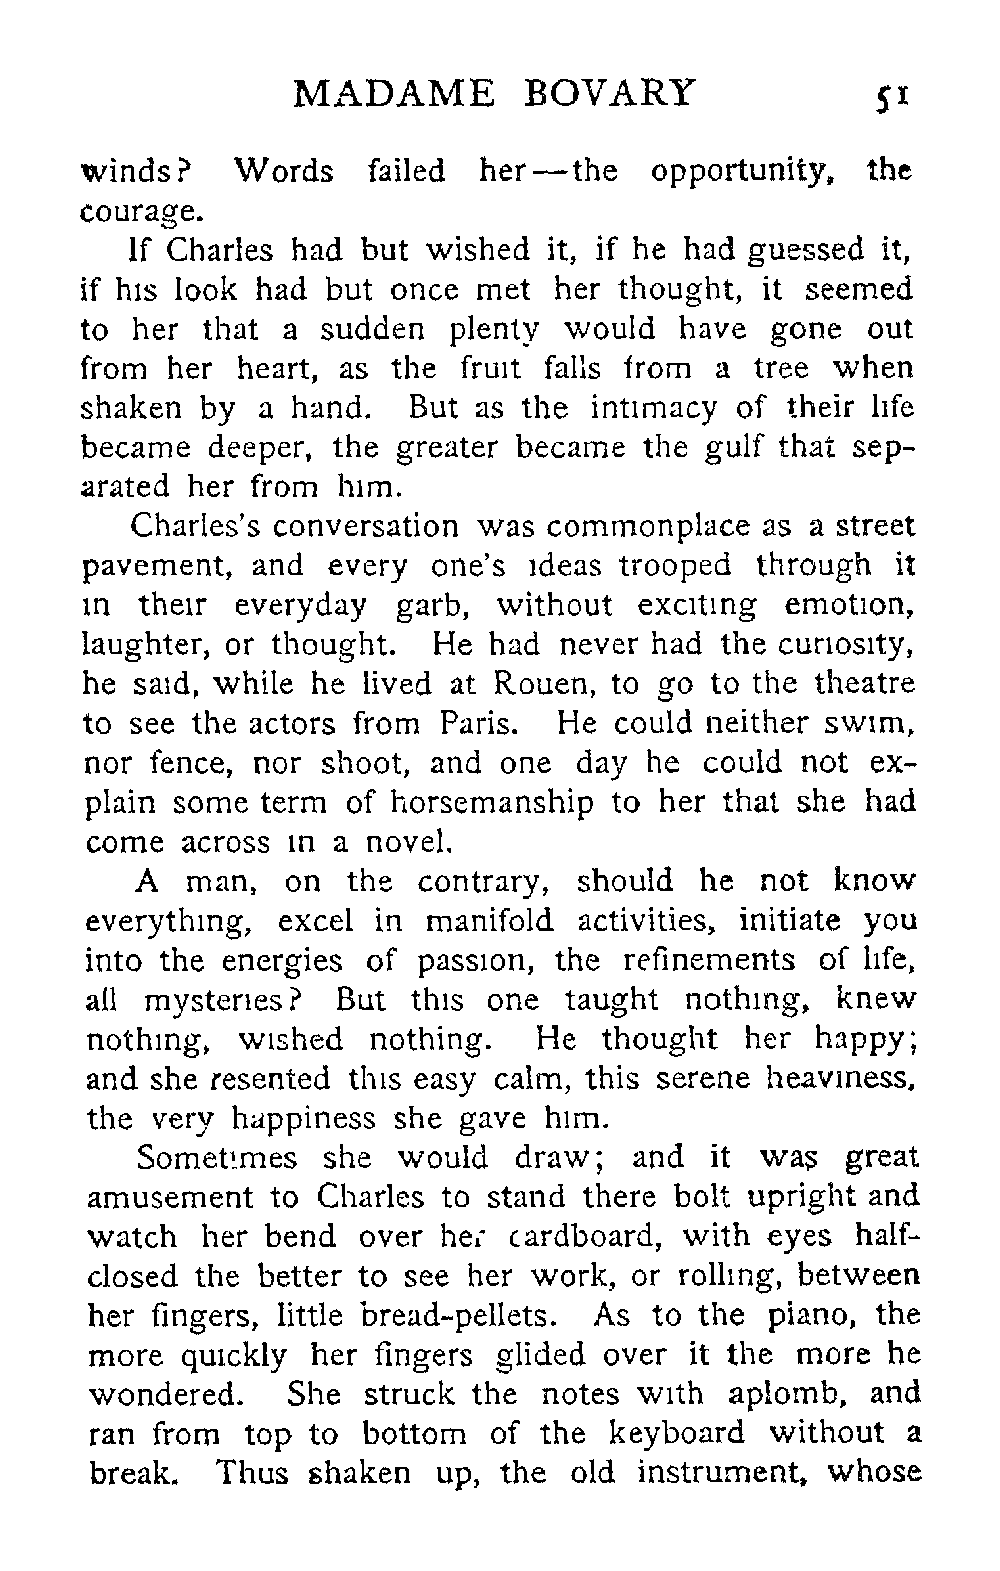 MADAME BOVARY 51
winds? Words failed her—the opportunity, the
courage.
If Charles had but wished it, if he had guessed it,
if his look had but once met her thought, it seemed
to her that a sudden plenty would have gone out
from her heart, as the fruit falls from a tree when
shaken by a hand. But as the intimacy of their life
became deeper, the greater became the gulf that sep-
arated her from him.
Charles's conversation was commonplace as a street
pavement, and every one's ideas trooped through it
in their everyday garb, without exciting emotion,
laughter, or thought. He had never had the curiosity,
he said, while he lived at Rouen, to go to the theatre
to see the actors from Paris. He could neither swim,
nor fence, nor shoot, and one day he could not ex-
plain some term of horsemanship to her that she had
come across in a novel.
A man, on the contrary, should he not know
everything, excel in manifold activities, initiate you
into the energies of passion, the refinements of life,
all mysteries? But this one taught nothing, knew
nothing, wished nothing. He thought her happy;
and she resented this easy calm, this serene heaviness,
the very happiness she gave him.
Sometimes she would draw; and it was great
amusement to Charles to stand there bolt upright and
watch her bend over her cardboard, with eyes half-
closed the better to see her work, or rolling, between
her fingers, little bread-pellets. As to the piano, the
more quickly her fingers glided over it the more he
wondered. She struck the notes with aplomb, and
ran from top to bottom of the keyboard without a
break. Thus shaken up, the old instrument, whose